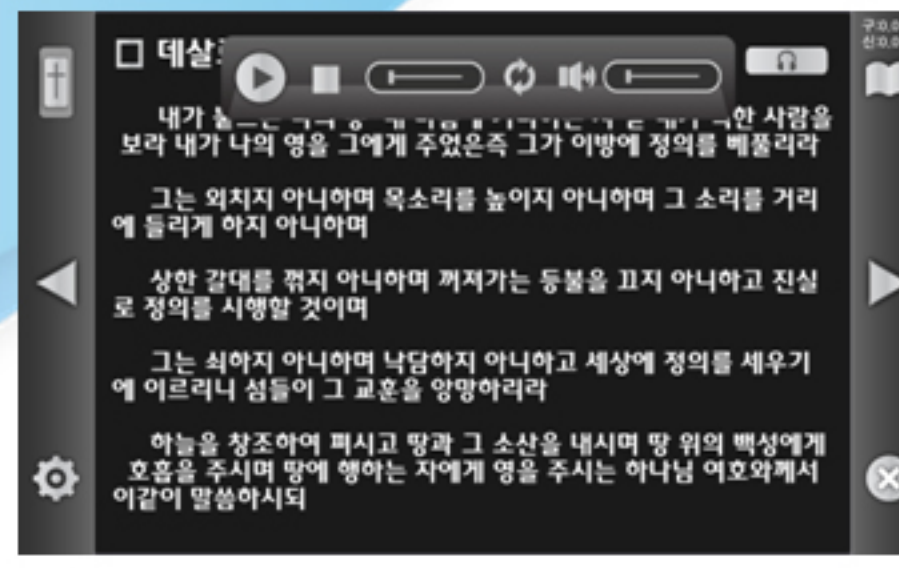 구:0.0
신:0.0
□ 데살
내가
한 사람을
보라 내가 나의 영을 그에게 주었은즉 그가 이방에 정의를 베풀리라
그는 외치지 아니하며 목소리를 높이지 아니하며 그 소리를 거리
에 들리게 하지 아니하며
상한 갈대를 꺾지 아니하며 꺼져가는 등불을 끄지 아니하고 진실
로 정의를 시행할 것이며
그는 쇠하지 아니하며 낙담하지 아니하고 세상에 정의를 세우기
에 이르리니 섬들이 그 교훈을 앙망하리라
하늘을 창조하여 펴시고 땅과 그 소산을 내시며 땅 위의 백성에게
호흡을 주시며 땅에 행하는 자에게 영을 주시는 하나님 여호와께서
이같이 말씀하시되